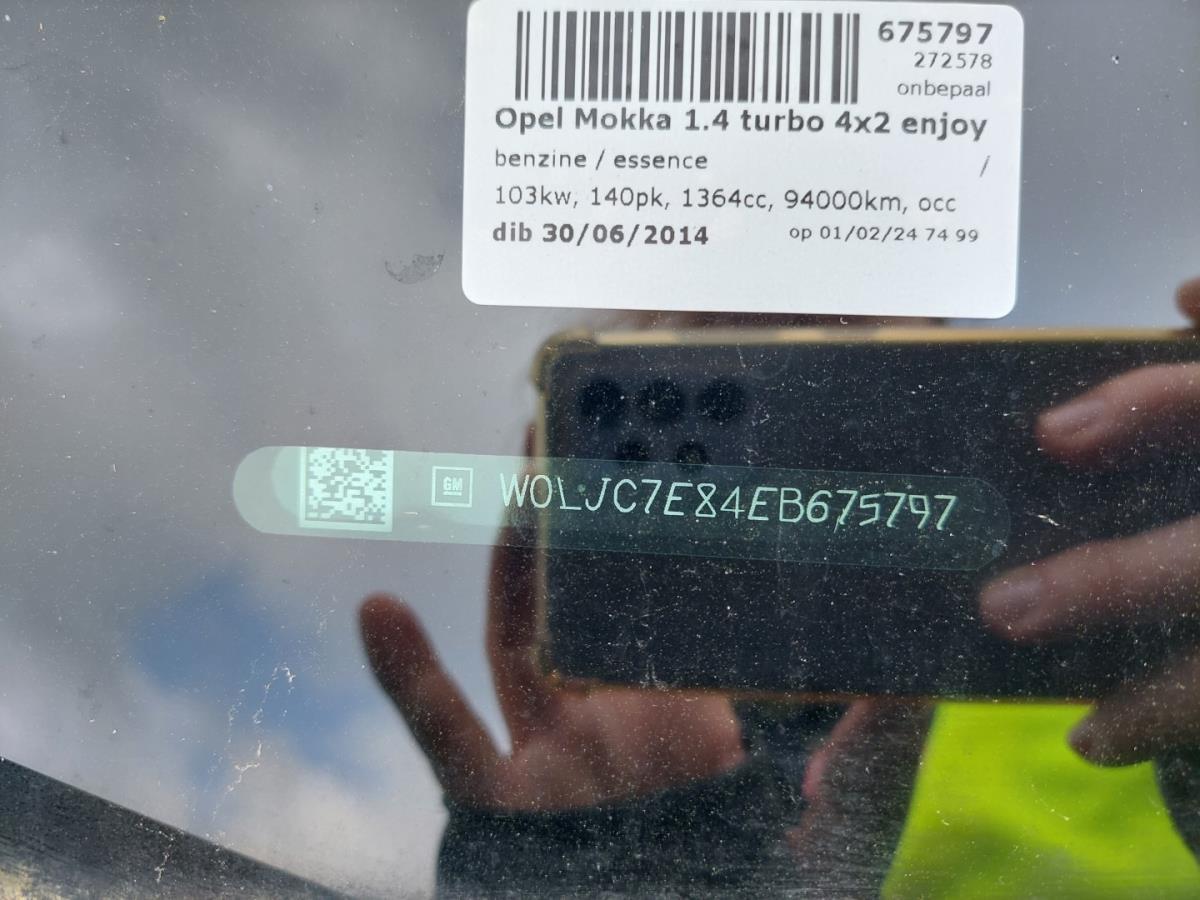 675797
272578
onbepaal
Opel Mokka 1.4 turbo 4x2 enjoy
benzine / essence /
103kw, 140pk, 1364cc, 94000km, occ
dib 30/06/2014 op 01/02/24 74 99
GM W0LJC7E84EB675797